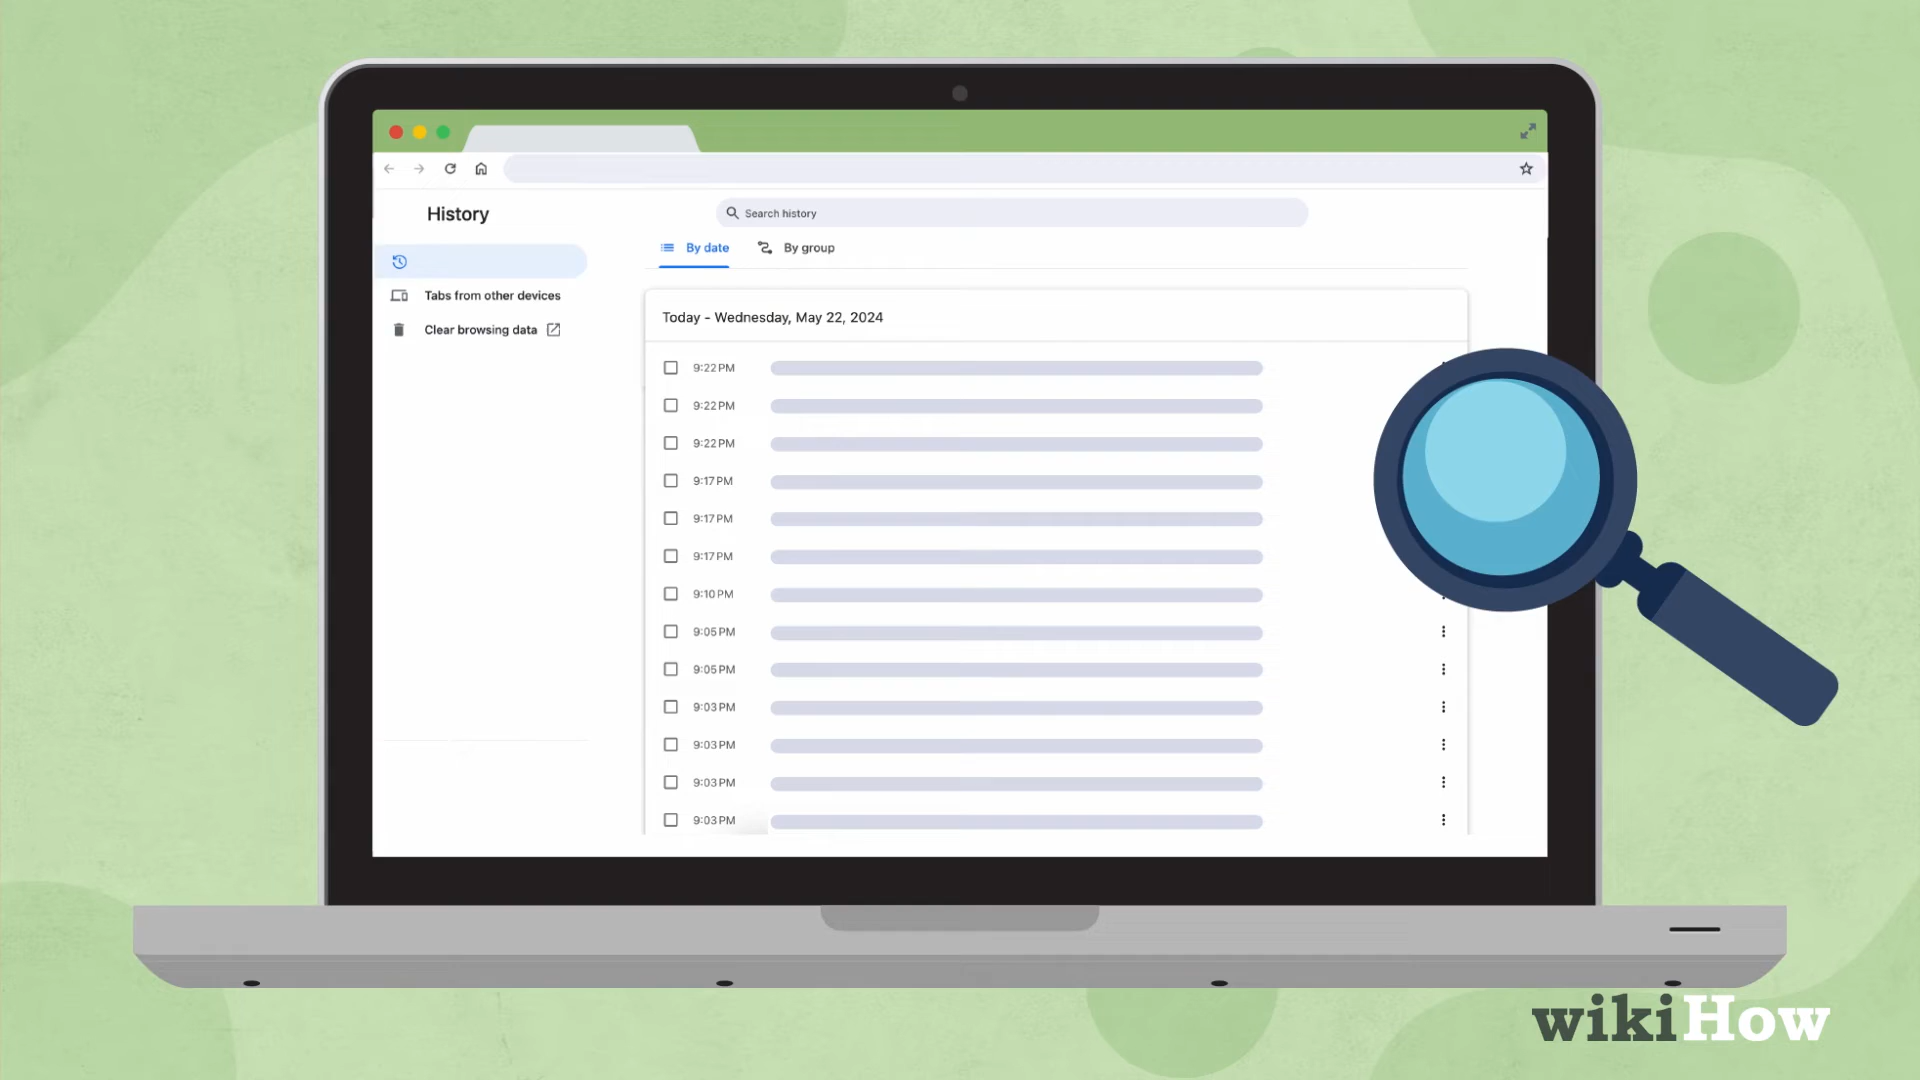 History
Search history
By date
By group
Tabs from other devices
Clear browsing data
Today - Wednesday, May 22, 2024
9:22 PM
9:22 PM
9:22 PM
9:17 PM
9:17 PM
9:17 PM
9:10 PM
9:05 PM
9:05 PM
9:03 PM
9:03 PM
9:03 PM
9:03 PM
wikiHow